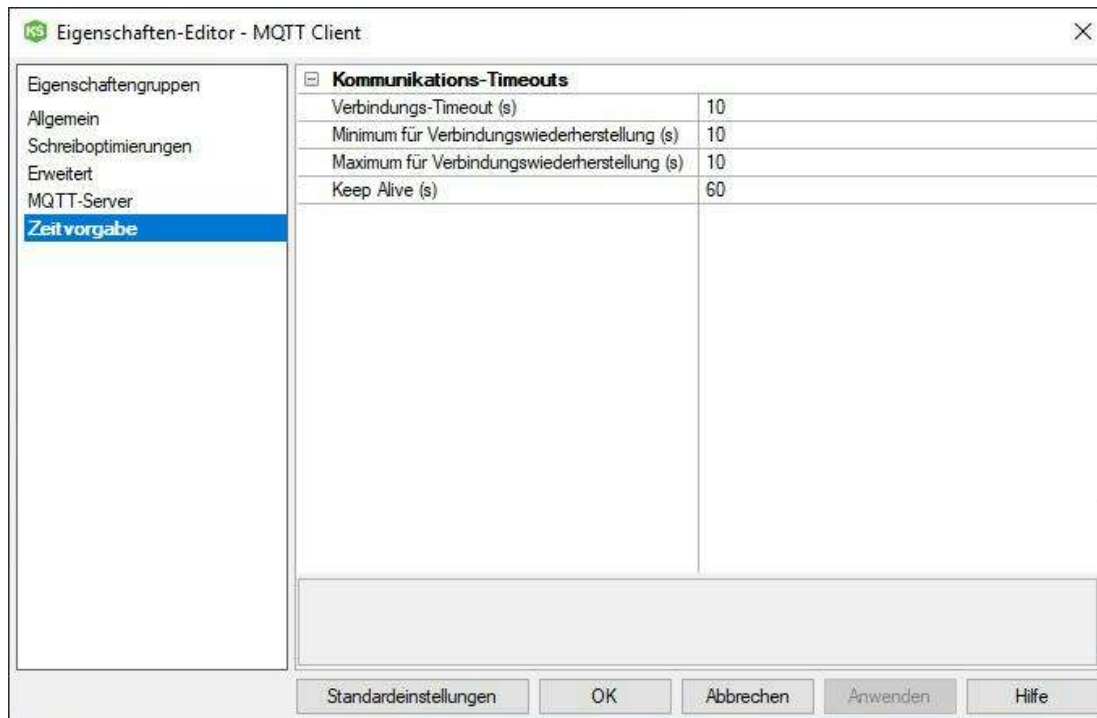 KS Eigenschaften-Editor - MQTT Client
Eigenschaftengruppen
Allgemein
Schreiboptimierungen
Erweitert
MQTT-Server
Zeitvorgabe
Kommunikations-Timeouts
Verbindungs-Timeout (s) 10
Minimum für Verbindungswiederherstellung (s) 10
Maximum für Verbindungswiederherstellung (s) 10
Keep Alive (s) 60
Standardeinstellungen OK Abbrechen Anwenden Hilfe